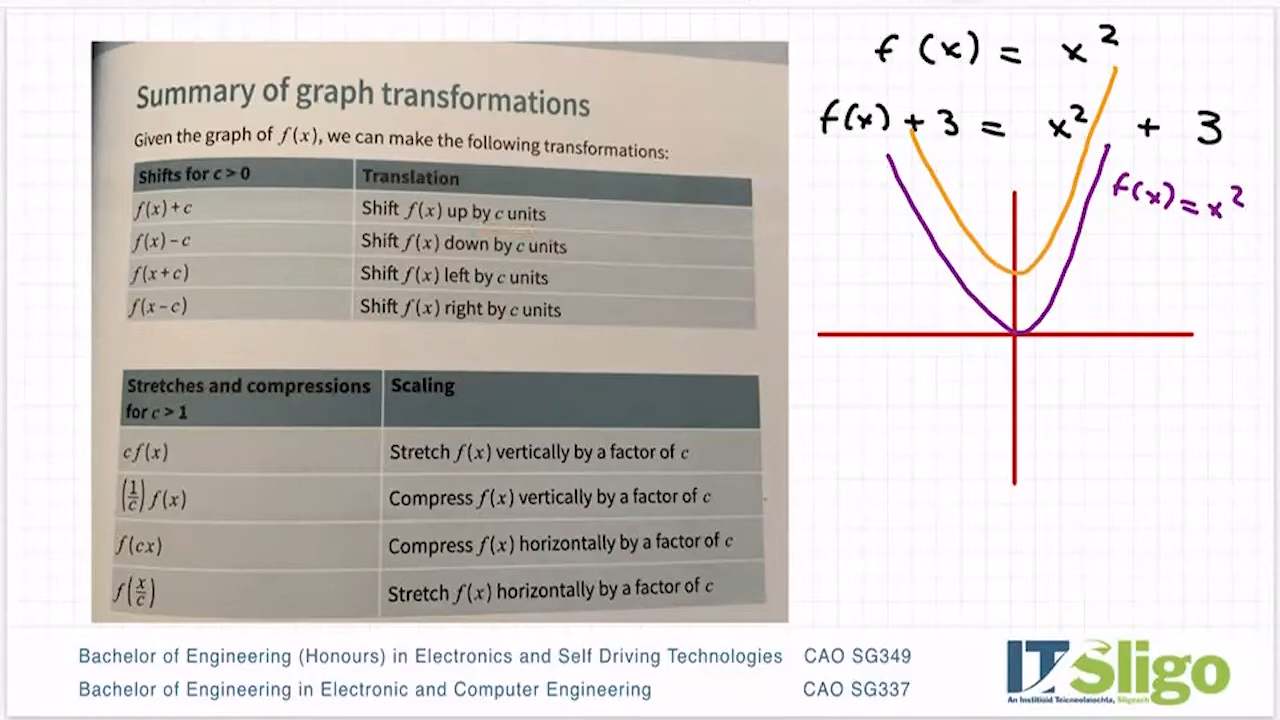 Summary of graph transformations
Given the graph of f(x), we can make the following transformations:
Shifts for c > 0 Translation
f(x) + c Shift f(x) up by c units
f(x) − c Shift f(x) down by c units
f(x + c) Shift f(x) left by c units
f(x − c) Shift f(x) right by c units
Stretches and compressions for c > 1 Scaling
cf(x) Stretch f(x) vertically by a factor of c
(1/c) f(x) Compress f(x) vertically by a factor of c
f(cx) Compress f(x) horizontally by a factor of c
f(x/c) Stretch f(x) horizontally by a factor of c
f(x) = x²
f(x) + 3 = x² + 3
f(x) = x²
Bachelor of Engineering (Honours) in Electronics and Self Driving Technologies CAO SG349
Bachelor of Engineering in Electronic and Computer Engineering CAO SG337
IT Sligo
An Institiúid Teicneolaíochta, Sligeach